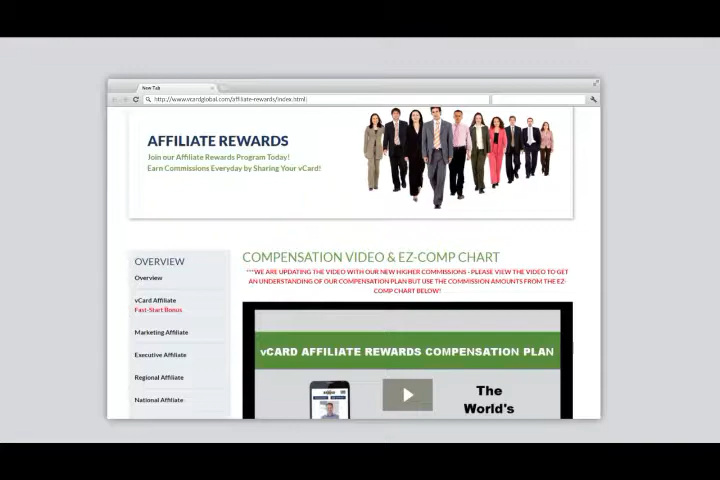 New Tab
http://www.vcardglobal.com/affiliate-rewards/index.html
AFFILIATE REWARDS
Join our Affiliate Rewards Program Today!
Earn Commissions Everyday by Sharing Your vCard!
OVERVIEW
Overview
vCard Affiliate
Fast-Start Bonus
Marketing Affiliate
Executive Affiliate
Regional Affiliate
National Affiliate
COMPENSATION VIDEO & EZ-COMP CHART
***WE ARE UPDATING THE VIDEO WITH OUR NEW HIGHER COMMISSIONS - PLEASE VIEW THE VIDEO TO GET
AN UNDERSTANDING OF OUR COMPENSATION PLAN BUT USE THE COMMISSION AMOUNTS FROM THE EZ-
COMP CHART BELOW!
vCARD AFFILIATE REWARDS COMPENSATION PLAN
The
World's